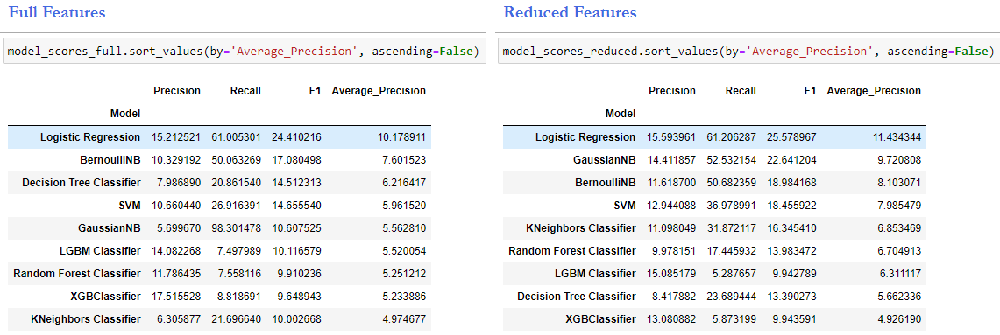 Full Features
model_scores_full.sort_values(by='Average_Precision', ascending=False)
Precision Recall F1 Average_Precision
Model
Logistic Regression 15.212521 61.005301 24.410216 10.178911
BernoulliNB 10.329192 50.063269 17.080498 7.601523
Decision Tree Classifier 7.986890 20.861540 14.512313 6.216417
SVM 10.660440 26.916391 14.655540 5.961520
GaussianNB 5.699670 98.301478 10.607525 5.562810
LGBM Classifier 14.082268 7.497989 10.116579 5.520054
Random Forest Classifier 11.786435 7.558116 9.910236 5.251212
XGBClassifier 17.515528 8.818691 9.648943 5.233886
KNeighbors Classifier 6.305877 21.696640 10.002668 4.974677
Reduced Features
model_scores_reduced.sort_values(by='Average_Precision', ascending=False)
Precision Recall F1 Average_Precision
Model
Logistic Regression 15.593961 61.206287 25.578967 11.434344
GaussianNB 14.411857 52.532154 22.641204 9.720808
BernoulliNB 11.618700 50.682359 18.984168 8.103071
SVM 12.944088 36.978991 18.455922 7.985479
KNeighbors Classifier 11.098049 31.872117 16.345410 6.853469
Random Forest Classifier 9.978151 17.445932 13.983472 6.704913
LGBM Classifier 15.085179 5.287657 9.942789 6.311117
Decision Tree Classifier 8.417882 23.689444 13.390273 5.662336
XGBClassifier 13.080882 5.873199 9.943591 4.926190